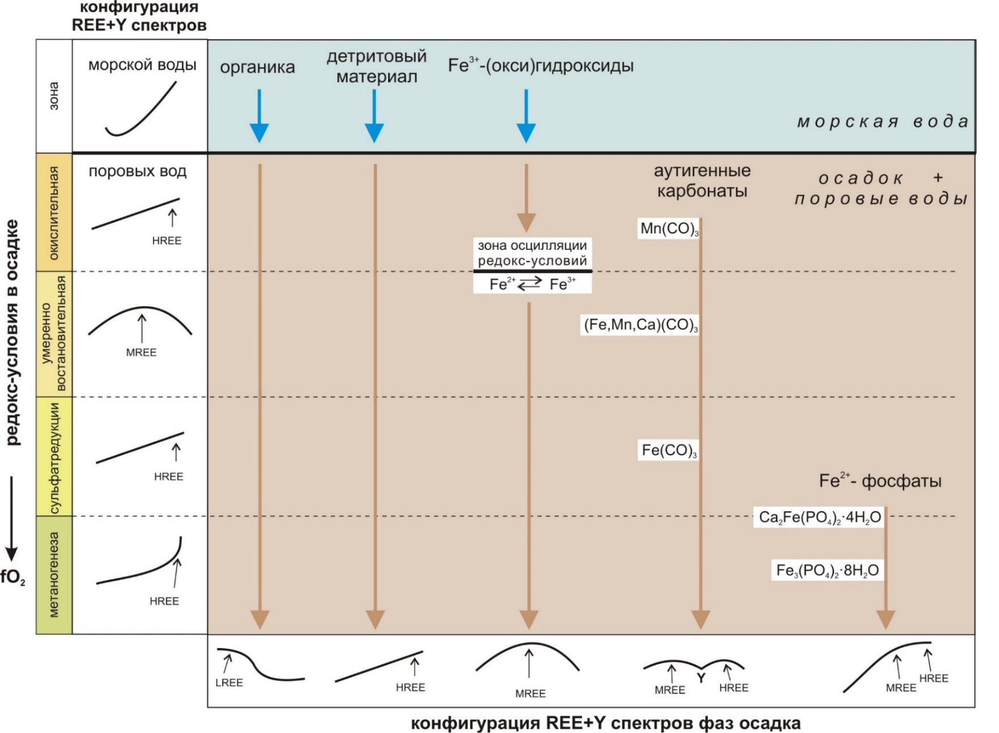 конфигурация
REE+Y спектров
зона
морской воды
органика
детритовый
материал
Fe³⁺-(окси)гидроксиды
морская вода
редокс-условия в осадке
fO₂
окислительная
поровых вод
HREE
аутигенные
карбонаты
осадок +
поровые воды
Mn(CO)₃
зона осцилляции
редокс-условий
Fe²⁺ ⇄ Fe³⁺
умеренно
востановительная
MREE
(Fe,Mn,Ca)(CO)₃
сульфатредукции
HREE
Fe(CO)₃
Fe²⁺- фосфаты
Ca₂Fe(PO₄)₂·4H₂O
метаногенеза
HREE
Fe₃(PO₄)₂·8H₂O
LREE
HREE
MREE
MREE
Y
HREE
MREE
HREE
конфигурация REE+Y спектров фаз осадка